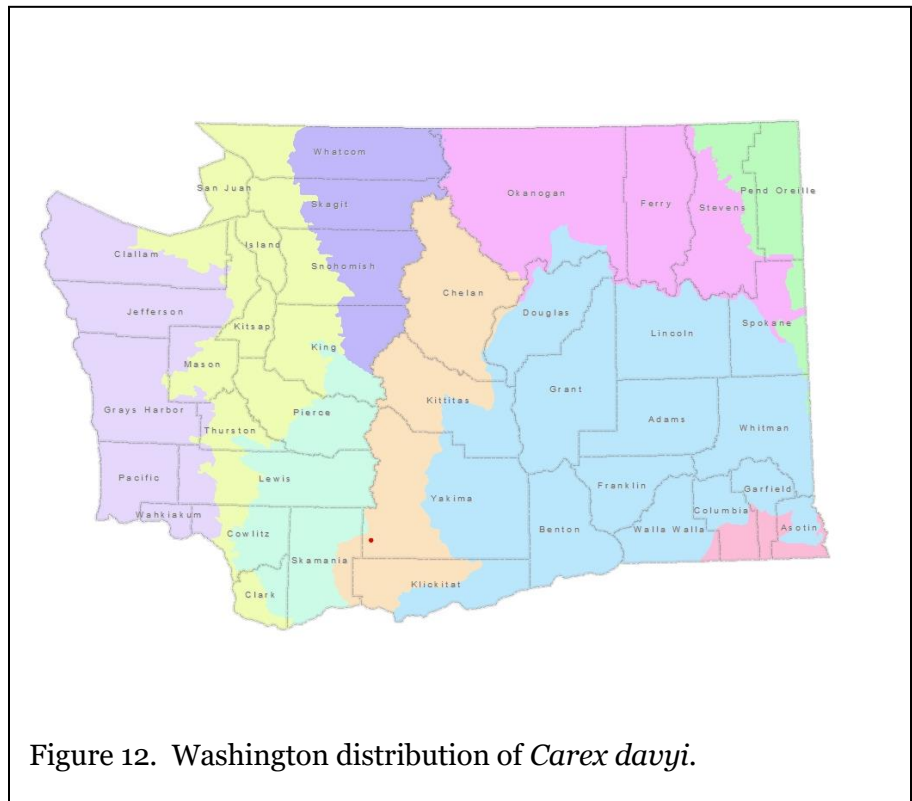 Whatcom
San Juan
Skagit
Okanogan
Ferry
Stevens
Pend Oreille
Island
Clallam
Snohomish
Chelan
Jefferson
Douglas
Kitsap
Lincoln
Spokane
King
Mason
Grant
Kittitas
Grays Harbor
Pierce
Adams
Thurston
Whitman
Pacific
Lewis
Franklin
Garfield
Yakima
Wahkiakum
Columbia
Cowlitz
Benton
Walla Walla
Asotin
Skamania
Klickitat
Clark
Figure 12. Washington distribution of Carex davyi.